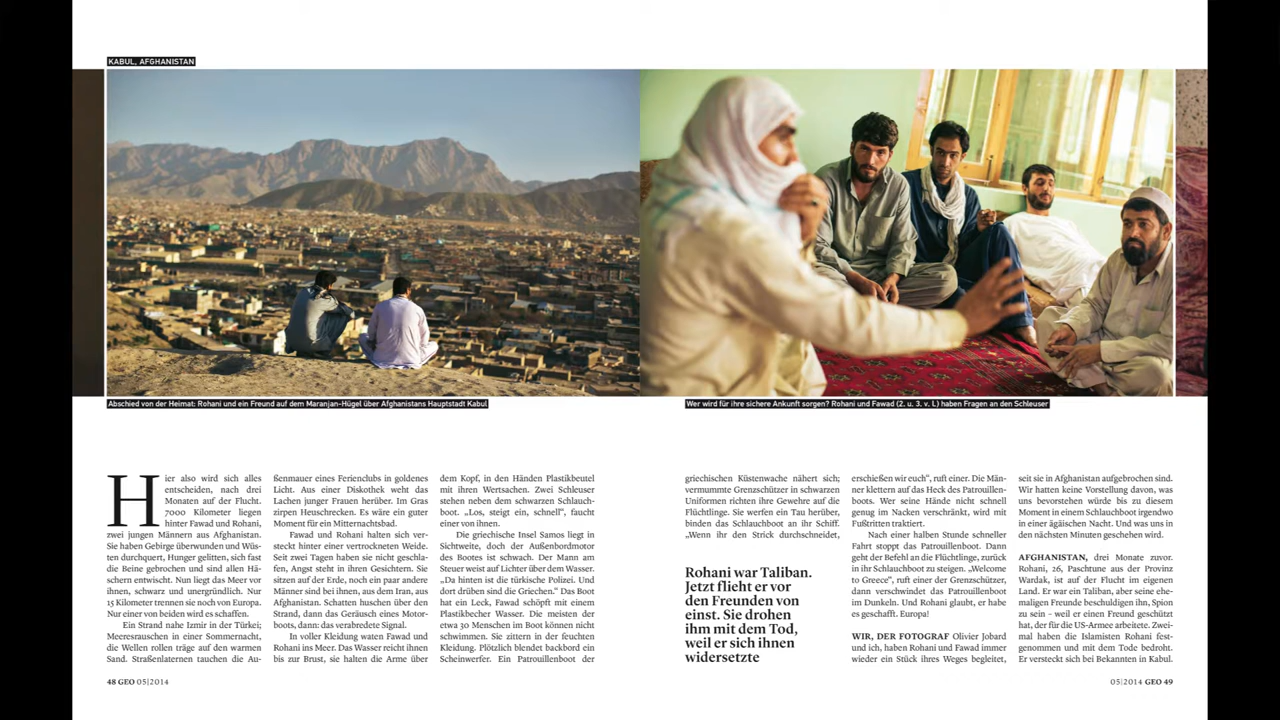 KABUL, AFGHANISTAN
Abschied von der Heimat: Rohani und ein Freund auf dem Maranjan-Hügel über Afghanistans Hauptstadt Kabul
Wer wird für ihre sichere Ankunft sorgen? Rohani und Fawad (2. u. 3. v. l.) haben Fragen an den Schleuser
Hier also wird sich alles
entscheiden, nach drei
Monaten auf der Flucht.
7000 Kilometer liegen
hinter Fawad und Rohani,
zwei jungen Männern aus Afghanistan.
Sie haben Gebirge überwunden und Wüs-
ten durchquert, Hunger gelitten, sich fast
die Beine gebrochen und sind allen Hä-
schern entwischt. Nun liegt das Meer vor
ihnen, schwarz und unergründlich. Nur
15 Kilometer trennen sie noch von Europa.
Nur einer von beiden wird es schaffen.
Ein Strand nahe Izmir in der Türkei;
Meeresrauschen in einer Sommernacht,
die Wellen rollen träge auf den warmen
Sand. Straßenlaternen tauchen die Au-
ßenmauer eines Ferienclubs in goldenes
Licht. Aus einer Diskothek weht das
Lachen junger Frauen herüber. Im Gras
zirpen Heuschrecken. Es wäre ein guter
Moment für ein Mitternachtsbad.
Fawad und Rohani halten sich ver-
steckt hinter einer vertrockneten Weide.
Seit zwei Tagen haben sie nicht geschla-
fen, Angst steht in ihren Gesichtern. Sie
sitzen auf der Erde, noch ein paar andere
Männer sind bei ihnen, aus dem Iran, aus
Afghanistan. Schatten huschen über den
Strand, dann das Geräusch eines Motor-
boots, dann: das verabredete Signal.
In voller Kleidung waten Fawad und
Rohani ins Meer. Das Wasser reicht ihnen
bis zur Brust, sie halten die Arme über
dem Kopf, in den Händen Plastikbeutel
mit ihren Wertsachen. Zwei Schleuser
stehen neben dem schwarzen Schlauch-
boot. „Los, steigt ein, schnell“, faucht
einer von ihnen.
Die griechische Insel Samos liegt in
Sichtweite, doch der Außenbordmotor
des Bootes ist schwach. Der Mann am
Steuer weist auf Lichter über dem Wasser.
„Da hinten ist die türkische Polizei. Und
dort drüben sind die Griechen.“ Das Boot
hat ein Leck, Fawad schöpft mit einem
Plastikbecher Wasser. Die meisten der
etwa 30 Menschen im Boot können nicht
schwimmen. Sie zittern in der feuchten
Kleidung. Plötzlich blendet backbord ein
Scheinwerfer. Ein Patrouillenboot der
griechischen Küstenwache nähert sich;
vermummte Grenzschützer in schwarzen
Uniformen richten ihre Gewehre auf die
Flüchtlinge. Sie werfen ein Tau herüber,
binden das Schlauchboot an ihr Schiff.
„Wenn ihr den Strick durchschneidet,
Rohani war Taliban.
Jetzt flieht er vor
den Freunden von
einst. Sie drohen
ihm mit dem Tod,
weil er sich ihnen
widersetzte
erschießen wir euch“, ruft einer. Die Män-
ner klettern auf das Heck des Patrouillen-
boots. Wer seine Hände nicht schnell
genug im Nacken verschränkt, wird mit
Fußtritten traktiert.
Nach einer halben Stunde schneller
Fahrt stoppt das Patrouillenboot. Dann
geht der Befehl an die Flüchtlinge, zurück
in ihr Schlauchboot zu steigen. „Welcome
to Greece“, ruft einer der Grenzschützer,
dann verschwindet das Patrouillenboot
im Dunkeln. Und Rohani glaubt, er habe
es geschafft. Europa!
WIR, DER FOTOGRAF Olivier Jobard
und ich, haben Rohani und Fawad immer
wieder ein Stück ihres Weges begleitet,
seit sie in Afghanistan aufgebrochen sind.
Wir hatten keine Vorstellung davon, was
uns bevorstehen würde bis zu diesem
Moment in einem Schlauchboot irgendwo
in einer ägäischen Nacht. Und was uns in
den nächsten Minuten geschehen wird.
AFGHANISTAN, drei Monate zuvor.
Rohani, 26, Paschtune aus der Provinz
Wardak, ist auf der Flucht im eigenen
Land. Er war ein Taliban, aber seine ehe-
maligen Freunde beschuldigen ihn, Spion
zu sein – weil er einen Freund geschützt
hat, der für die US-Armee arbeitete. Zwei-
mal haben die Islamisten Rohani fest-
genommen und mit dem Tode bedroht.
Er versteckt sich bei Bekannten in Kabul.
48 GEO 05|2014
05|2014 GEO 49